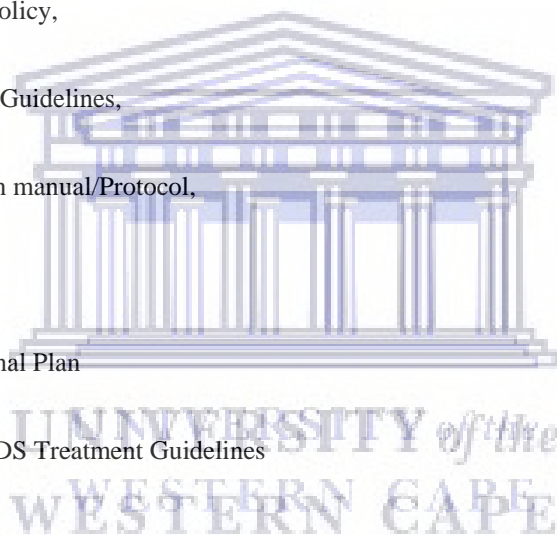 olicy,
Guidelines,
n manual/Protocol,
nal Plan
DS Treatment Guidelines
UNIVERSITY of the
WESTERN CAPE